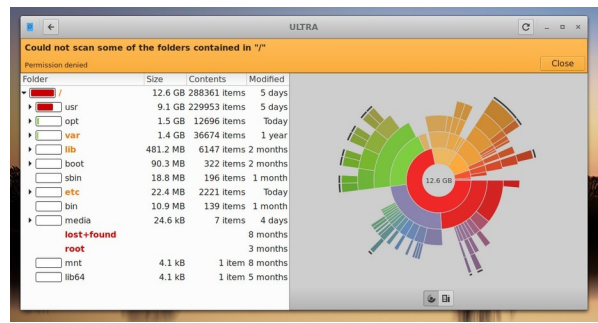 ULTRA
Could not scan some of the folders contained in "/"
Permission denied
Close
Folder Size Contents Modified
/ 12.6 GB 288361 items 5 days
usr 9.1 GB 229953 items 5 days
opt 1.5 GB 12696 items Today
var 1.4 GB 36674 items 1 year
lib 481.2 MB 6147 items 2 months
boot 90.3 MB 322 items 2 months
sbin 18.8 MB 196 items 1 month
etc 22.4 MB 2221 items Today
bin 10.9 MB 139 items 1 month
media 24.6 kB 7 items 4 days
lost+found 8 months
root 3 months
mnt 4.1 kB 1 item 8 months
lib64 4.1 kB 1 item 5 months
12.6 GB